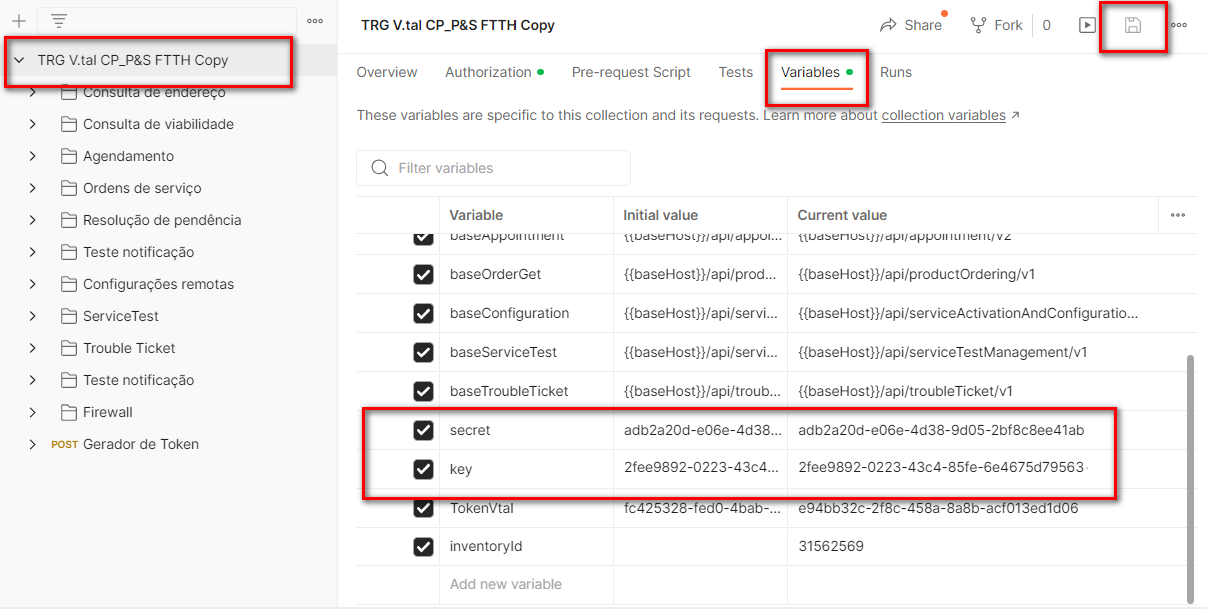 TRG V.tal CP_P&S FTTH Copy
Consulta de endereço
Consulta de viabilidade
Agendamento
Ordens de serviço
Resolução de pendência
Teste notificação
Configurações remotas
ServiceTest
Trouble Ticket
Teste notificação
Firewall
POST Gerador de Token
TRG V.tal CP_P&S FTTH Copy
Share Fork 0
Overview Authorization Pre-request Script Tests Variables Runs
These variables are specific to this collection and its requests. Learn more about collection variables ↗
Filter variables
Variable Initial value Current value
baseAppointment {{baseHost}}/api/appoi... {{baseHost}}/api/appointment/v2
baseOrderGet {{baseHost}}/api/prod... {{baseHost}}/api/productOrdering/v1
baseConfiguration {{baseHost}}/api/servi... {{baseHost}}/api/serviceActivationAndConfiguratio...
baseServiceTest {{baseHost}}/api/servi... {{baseHost}}/api/serviceTestManagement/v1
baseTroubleTicket {{baseHost}}/api/troub... {{baseHost}}/api/troubleTicket/v1
secret adb2a20d-e06e-4d38... adb2a20d-e06e-4d38-9d05-2bf8c8ee41ab
key 2fee9892-0223-43c4... 2fee9892-0223-43c4-85fe-6e4675d79563
TokenVtal fc425328-fed0-4bab-... e94bb32c-2f8c-458a-8a8b-acf013ed1d06
inventoryId 31562569
Add new variable